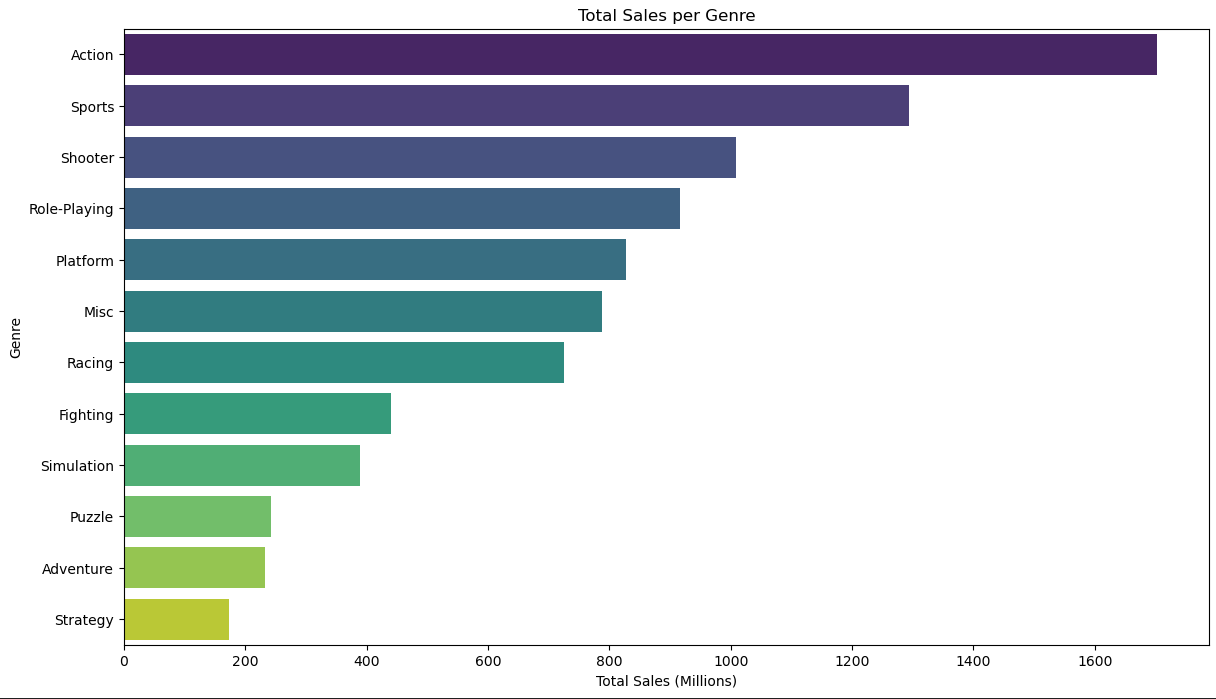 Total Sales per Genre
Genre
Action
Sports
Shooter
Role-Playing
Platform
Misc
Racing
Fighting
Simulation
Puzzle
Adventure
Strategy
0 200 400 600 800 1000 1200 1400 1600
Total Sales (Millions)